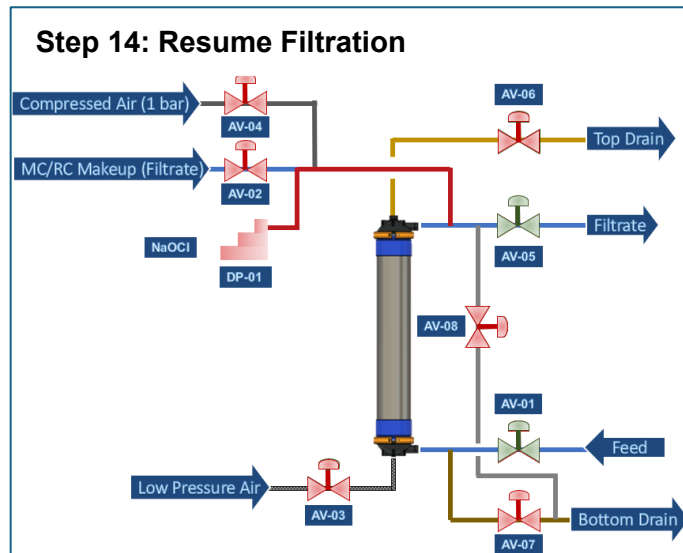 Step 14: Resume Filtration
AV-06
Compressed Air (1 bar)
Top Drain
AV-04
MC/RC Makeup (Filtrate)
AV-02
Filtrate
NaOCI
AV-05
DP-01
AV-08
AV-01
Feed
Low Pressure Air
AV-03
Bottom Drain
AV-07